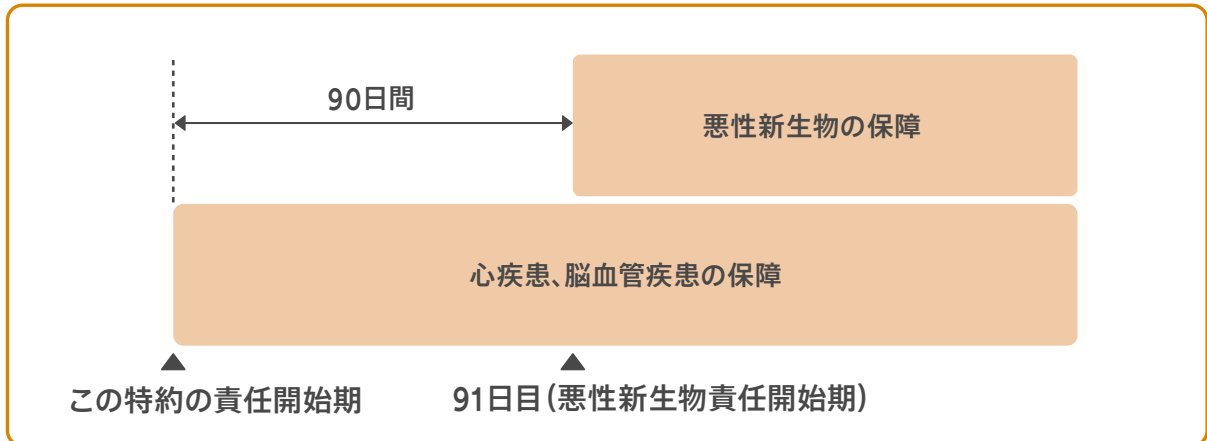 90日間
悪性新生物の保障
心疾患、脳血管疾患の保障
この特約の責任開始期
91日目(悪性新生物責任開始期)